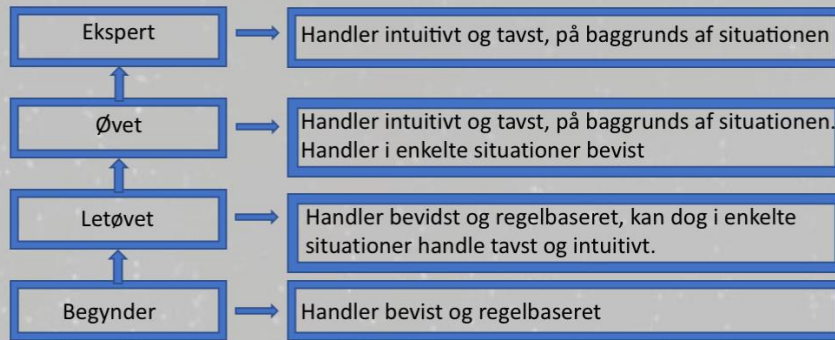 Ekspert
Handler intuitivt og tavst, på baggrunds af situationen
Øvet
Handler intuitivt og tavst, på baggrunds af situationen.
Handler i enkelte situationer bevist
Letøvet
Handler bevidst og regelbaseret, kan dog i enkelte
situationer handle tavst og intuitivt.
Begynder
Handler bevist og regelbaseret